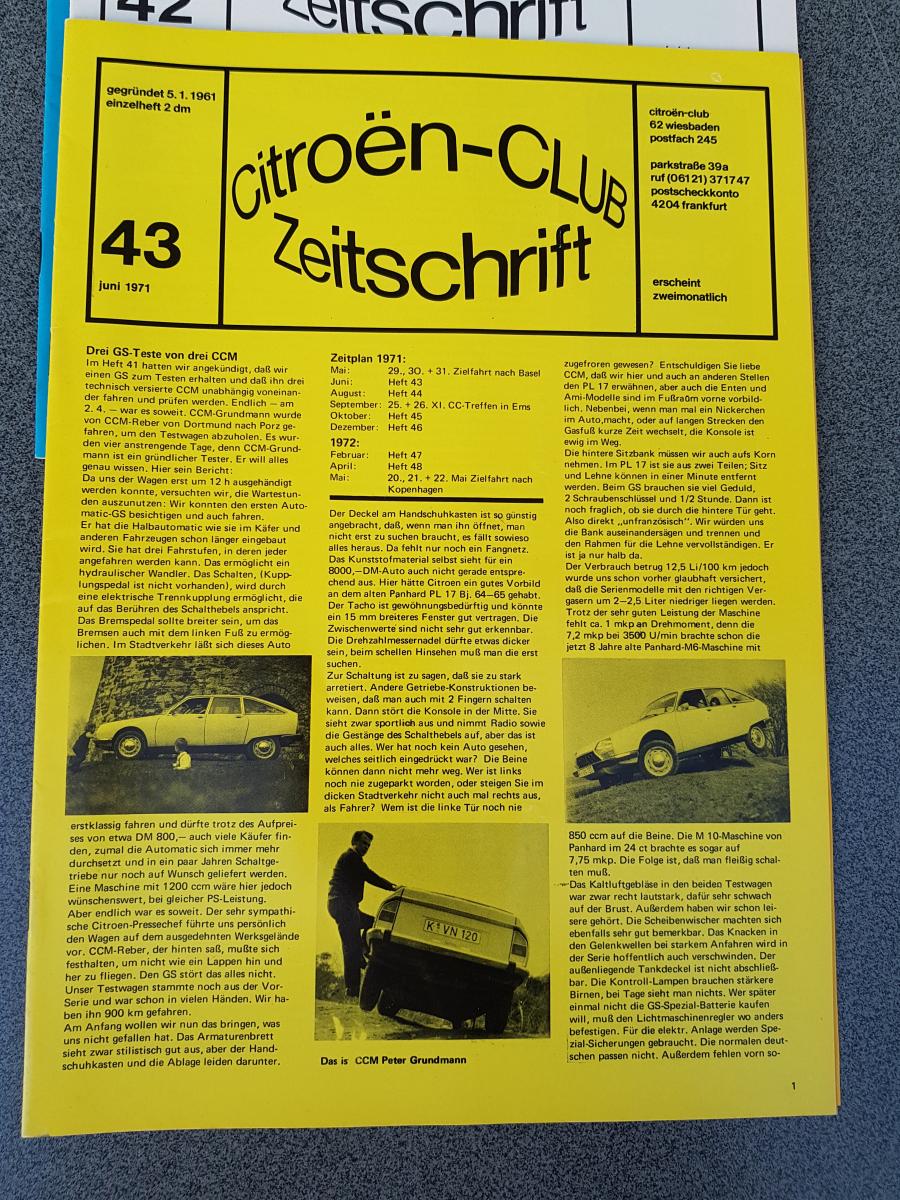 42
Zeitschrift
gegründet 5.1.1961
einzelheft 2 dm
43
juni 1971
Citroën-CLUB
Zeitschrift
citroën-club
62 wiesbaden
postfach 245
parkstraße 39a
ruf (06121) 371747
postscheckkonto
4204 frankfurt
erscheint
zweimonatlich
Drei GS-Teste von drei CCM
Im Heft 41 hatten wir angekündigt, daß wir
einen GS zum Testen erhalten und daß ihn drei
technisch versierte CCM unabhängig voneinan-
der fahren und prüfen werden. Endlich — am
2. 4. — war es soweit. CCM-Grundmann wurde
von CCM-Reber von Dortmund nach Porz ge-
fahren, um den Testwagen abzuholen. Es wur-
den vier anstrengende Tage, denn CCM-Grund-
mann ist ein gründlicher Tester. Er will alles
genau wissen. Hier sein Bericht:
Da uns der Wagen erst um 12 h ausgehändigt
werden konnte, versuchten wir, die Wartestun-
den auszunutzen: Wir konnten den ersten Auto-
matic-GS besichtigen und auch fahren.
Er hat die Halbautomatic wie sie im Käfer und
anderen Fahrzeugen schon länger eingebaut
wird. Sie hat drei Fahrstufen, in denen jeder
angefahren werden kann. Das ermöglicht ein
hydraulischer Wandler. Das Schalten, (Kupp-
lungspedal ist nicht vorhanden), wird durch
eine elektrische Trennkupplung ermöglicht, die
auf das Berühren des Schalthebels anspricht.
Das Bremspedal sollte breiter sein, um das
Bremsen auch mit dem linken Fuß zu ermög-
lichen. Im Stadtverkehr läßt sich dieses Auto
erstklassig fahren und dürfte trotz des Aufprei-
ses von etwa DM 800,— auch viele Käufer fin-
den, zumal die Automatic sich immer mehr
durchsetzt und in ein paar Jahren Schaltge-
triebe nur noch auf Wunsch geliefert werden.
Eine Maschine mit 1200 ccm wäre hier jedoch
wünschenswert, bei gleicher PS-Leistung.
Aber endlich war es soweit. Der sehr sympathi-
sche Citroen-Pressechef führte uns persönlich
den Wagen auf dem ausgedehnten Werksgelände
vor. CCM-Reber, der hinten saß, mußte sich
festhalten, um nicht wie ein Lappen hin und
her zu fliegen. Den GS stört das alles nicht.
Unser Testwagen stammte noch aus der Vor-
Serie und war schon in vielen Händen. Wir ha-
ben ihn 900 km gefahren.
Am Anfang wollen wir nun das bringen, was
uns nicht gefallen hat. Das Armaturenbrett
sieht zwar stilistisch gut aus, aber der Hand-
schuhkasten und die Ablage leiden darunter.
Zeitplan 1971:
Mai: 29., 30. + 31. Zielfahrt nach Basel
Juni: Heft 43
August: Heft 44
September: 25. + 26. XI. CC-Treffen in Ems
Oktober: Heft 45
Dezember: Heft 46
1972:
Februar: Heft 47
April: Heft 48
Mai: 20., 21. + 22. Mai Zielfahrt nach
Kopenhagen
Der Deckel am Handschuhkasten ist so günstig
angebracht, daß, wenn man ihn öffnet, man
nicht erst zu suchen braucht, es fällt sowieso
alles heraus. Da fehlt nur noch ein Fangnetz.
Das Kunststofmaterial selbst sieht für ein
8000,—DM-Auto auch nicht gerade entspre-
chend aus. Hier hätte Citroen ein gutes Vorbild
an dem alten Panhard PL 17 Bj. 64—65 gehabt.
Der Tacho ist gewöhnungsbedürftig und könnte
ein 15 mm breiteres Fenster gut vertragen. Die
Zwischenwerte sind nicht sehr gut erkennbar.
Die Drehzahlmessernadel dürfte etwas dicker
sein, beim schellen Hinsehen muß man die erst
suchen.
Zur Schaltung ist zu sagen, daß sie zu stark
arretiert. Andere Getriebe-Konstruktionen be-
weisen, daß man auch mit 2 Fingern schalten
kann. Dann stört die Konsole in der Mitte. Sie
sieht zwar sportlich aus und nimmt Radio sowie
die Gestänge des Schalthebels auf, aber das ist
auch alles. Wer hat noch kein Auto gesehen,
welches seitlich eingedrückt war? Die Beine
können dann nicht mehr weg. Wer ist links
noch nie zugeparkt worden, oder steigen Sie im
dicken Stadtverkehr nicht auch mal rechts aus,
als Fahrer? Wem ist die linke Tür noch nie
K VN 120
Das is CCM Peter Grundmann
zugefroren gewesen? Entschuldigen Sie liebe
CCM, daß wir hier und auch an anderen Stellen
den PL 17 erwähnen, aber auch die Enten und
Ami-Modelle sind im Fußraum vorne vorbild-
lich. Nebenbei, wenn man mal ein Nickerchen
im Auto,macht, oder auf langen Strecken den
Gasfuß kurze Zeit wechselt, die Konsole ist
ewig im Weg.
Die hintere Sitzbank müssen wir auch aufs Korn
nehmen. Im PL 17 ist sie aus zwei Teilen; Sitz
und Lehne können in einer Minute entfernt
werden. Beim GS brauchen sie viel Geduld,
2 Schraubenschlüssel und 1/2 Stunde. Dann ist
noch fraglich, ob sie durch die hintere Tür geht.
Also direkt „unfranzösisch". Wir würden uns
die Bank auseinandersägen und trennen und
den Rahmen für die Lehne vervollständigen. Er
ist ja nur halb da.
Der Verbrauch betrug 12,5 Li/100 km jedoch
wurde uns schon vorher glaubhaft versichert,
daß die Serienmodelle mit den richtigen Ver-
gasern um 2—2,5 Liter niedriger liegen werden.
Trotz der sehr guten Leistung der Maschine
fehlt ca. 1 mkp an Drehmoment, denn die
7,2 mkp bei 3500 U/min brachte schon die
jetzt 8 Jahre alte Panhard-M6-Maschine mit
850 ccm auf die Beine. Die M 10-Maschine von
Panhard im 24 ct brachte es sogar auf
7,75 mkp. Die Folge ist, daß man fleißig schal-
ten muß.
Das Kaltluftgebläse in den beiden Testwagen
war zwar recht lautstark, dafür sehr schwach
auf der Brust. Außerdem haben wir schon lei-
sere gehört. Die Scheibenwischer machten sich
ebenfalls sehr gut bemerkbar. Das Knacken in
den Gelenkwellen bei starkem Anfahren wird in
der Serie hoffentlich auch verschwinden. Der
außenliegende Tankdeckel ist nicht abschließ-
bar. Die Kontroll-Lampen brauchen stärkere
Birnen, bei Tage sieht man nichts. Wer später
einmal nicht die GS-Spezial-Batterie kaufen
will, muß den Lichtmaschinenregler wo anders
befestigen. Für die elektr. Anlage werden Spe-
zial-Sicherungen gebraucht. Die normalen deut-
schen passen nicht. Außerdem fehlen vorn so-
1